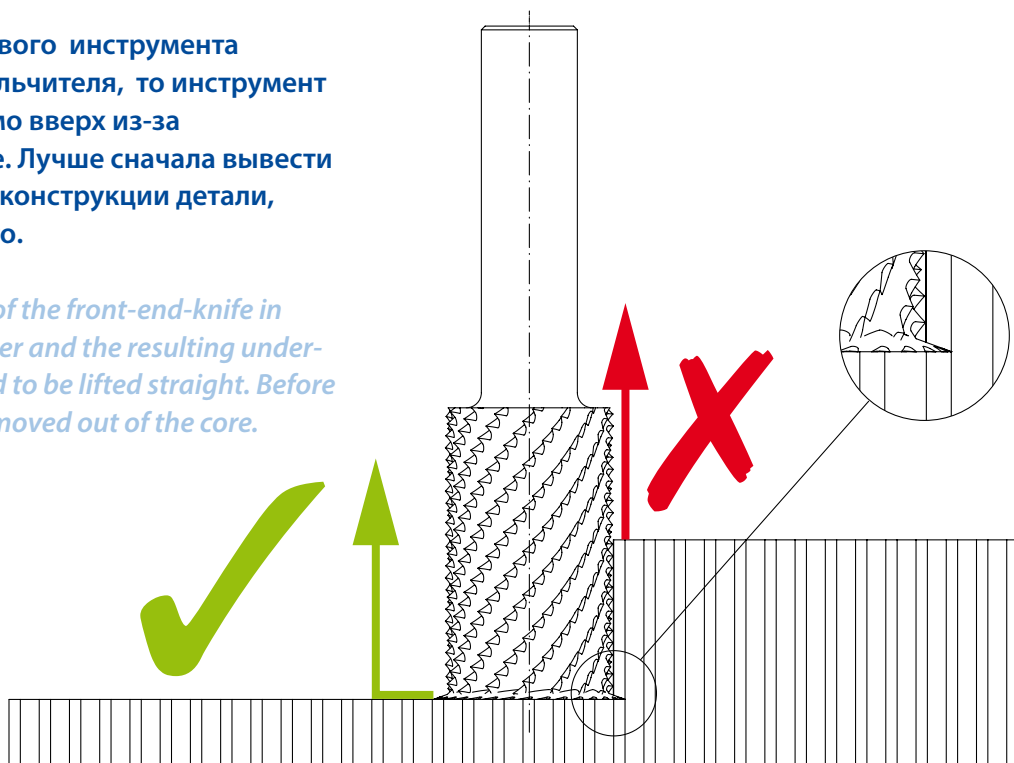 вого инструмента
льчителя, то инструмент
мо вверх из-за
е. Лучше сначала вывести
конструкции детали,
о.
of the front-end-knife in
er and the resulting under-
d to be lifted straight. Before
moved out of the core.